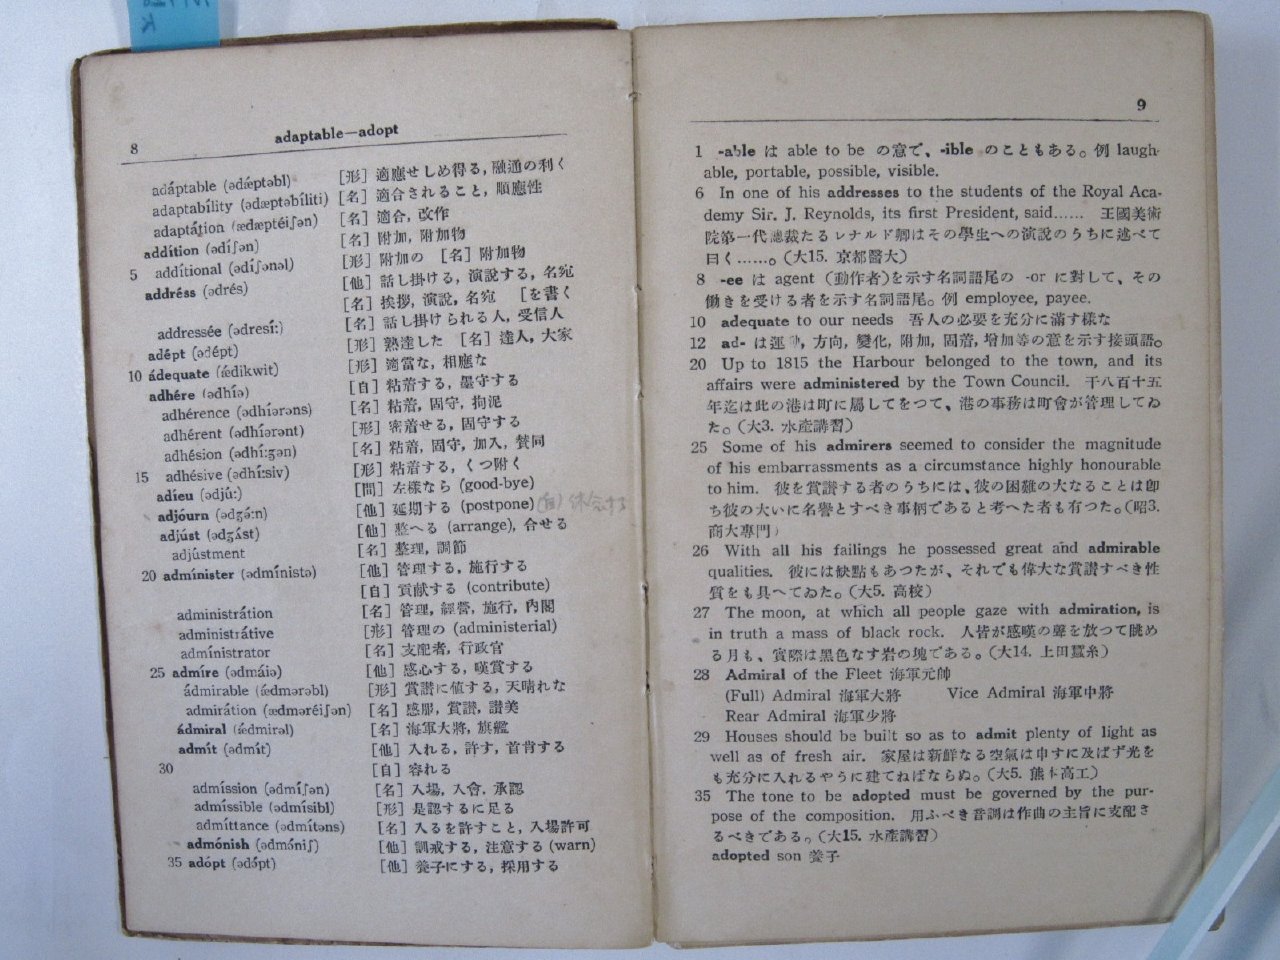 8 adaptable—adopt
adáptable (ədǽptəbl) [形] 適應せしめ得る, 融通の利く
adaptabílity (ədæptəbíliti) [名] 適合されること, 順應性
adaptátion (ædæptéiʃən) [名] 適合, 改作
addítion (ədíʃən) [名] 附加, 附加物
5 addítional (ədíʃənəl) [形] 附加の [名] 附加物
addréss (ədrés) [他] 話し掛ける, 演説する, 名宛
[名] 挨拶, 演説, 名宛 [を書く
addressée (ədresí:) [名] 話し掛けられる人, 受信人
adépt (ədépt) [形] 熟達した [名] 達人, 大家
10 ádequate (ǽdikwit) [形] 適當な, 相應な
adhére (ədhíə) [自] 粘着する, 墨守する
adhérence (ədhíərəns) [名] 粘着, 固守, 拘泥
adhérent (ədhíərənt) [形] 密着せる, 固守する
adhésion (ədhí:ʒən) [名] 粘着, 固守, 加入, 賛同
15 adhésive (ədhí:siv) [形] 粘着する, くつ附く
adíeu (ədjú:) [間] 左樣なら (good-bye)
adjóurn (ədʒə́:n) [他] 延期する (postpone) (自)
adjúst (ədʒʌ́st) [他] 整へる (arrange), 合せる
adjústment [名] 整理, 調節
20 admínister (ədmínistə) [他] 管理する, 施行する
[自] 貢献する (contribute)
administrátion [名] 管理, 經營, 施行, 内閣
adminístrátive [形] 管理の (administerial)
admínistrator [名] 支配者, 行政官
25 admíre (ədmáiə) [他] 感心する, 嘆賞する
ádmirable (ǽdmərəbl) [形] 賞讃に値する, 天晴れな
admirátion (ædməréiʃən) [名] 感服, 賞讃, 讃美
ádmiral (ǽdmirəl) [名] 海軍大將, 旗艦
admít (ədmít) [他] 入れる, 許す, 首肯する
30 [自] 容れる
admíssion (ədmíʃən) [名] 入場, 入會, 承認
admíssible (ədmísibl) [形] 是認するに足る
admíttance (ədmítəns) [名] 入るを許すこと, 入場許可
admónish (ədmɔ́niʃ) [他] 訓戒する, 注意する (warn)
35 adópt (ədɔ́pt) [他] 養子にする, 採用する
9
1 -able は able to be の意で、-ible のこともある。例 laugh-
able, portable, possible, visible.
6 In one of his addresses to the students of the Royal Aca-
demy Sir. J. Reynolds, its first President, said...... 王國美術
院第一代總裁たるレナルド卿はその學生への演説のうちに述べて
曰く……。(大15. 京都醫大)
8 -ee は agent (動作者)を示す名詞語尾の -or に對して、その
働きを受ける者を示す名詞語尾。例 employee, payee.
10 adequate to our needs 吾人の必要を充分に滿す樣な
12 ad- は運動, 方向, 變化, 附加, 固着, 增加等の意を示す接頭語。
20 Up to 1815 the Harbour belonged to the town, and its
affairs were administered by the Town Council. 千八百十五
年迄は此の港は町に屬してをつて、港の事務は町會が管理してゐ
た。(大3. 水産講習)
25 Some of his admirers seemed to consider the magnitude
of his embarrassments as a circumstance highly honourable
to him. 彼を賞讃する者のうちには、彼の困難の大なることは卽
ち彼の大いに名譽とすべき事柄であると考へた者も有つた。(昭3.
商大專門)
26 With all his failings he possessed great and admirable
qualities. 彼には缺點もあつたが、それでも偉大な賞讃すべき性
質をも具へてゐた。(大5. 高校)
27 The moon, at which all people gaze with admiration, is
in truth a mass of black rock. 人皆が感嘆の聲を放つて眺め
る月も、實際は黑色なす岩の塊である。(大14. 上田蠶糸)
28 Admiral of the Fleet 海軍元帥
(Full) Admiral 海軍大將 Vice Admiral 海軍中將
Rear Admiral 海軍少將
29 Houses should be built so as to admit plenty of light as
well as of fresh air. 家屋は新鮮なる空氣は申すに及ばず光を
も充分に入れるやうに建てねばならぬ。(大5. 熊本高工)
35 The tone to be adopted must be governed by the pur-
pose of the composition. 用ふべき音調は作曲の主旨に支配さ
るべきである。(大15. 水産講習)
adopted son 養子